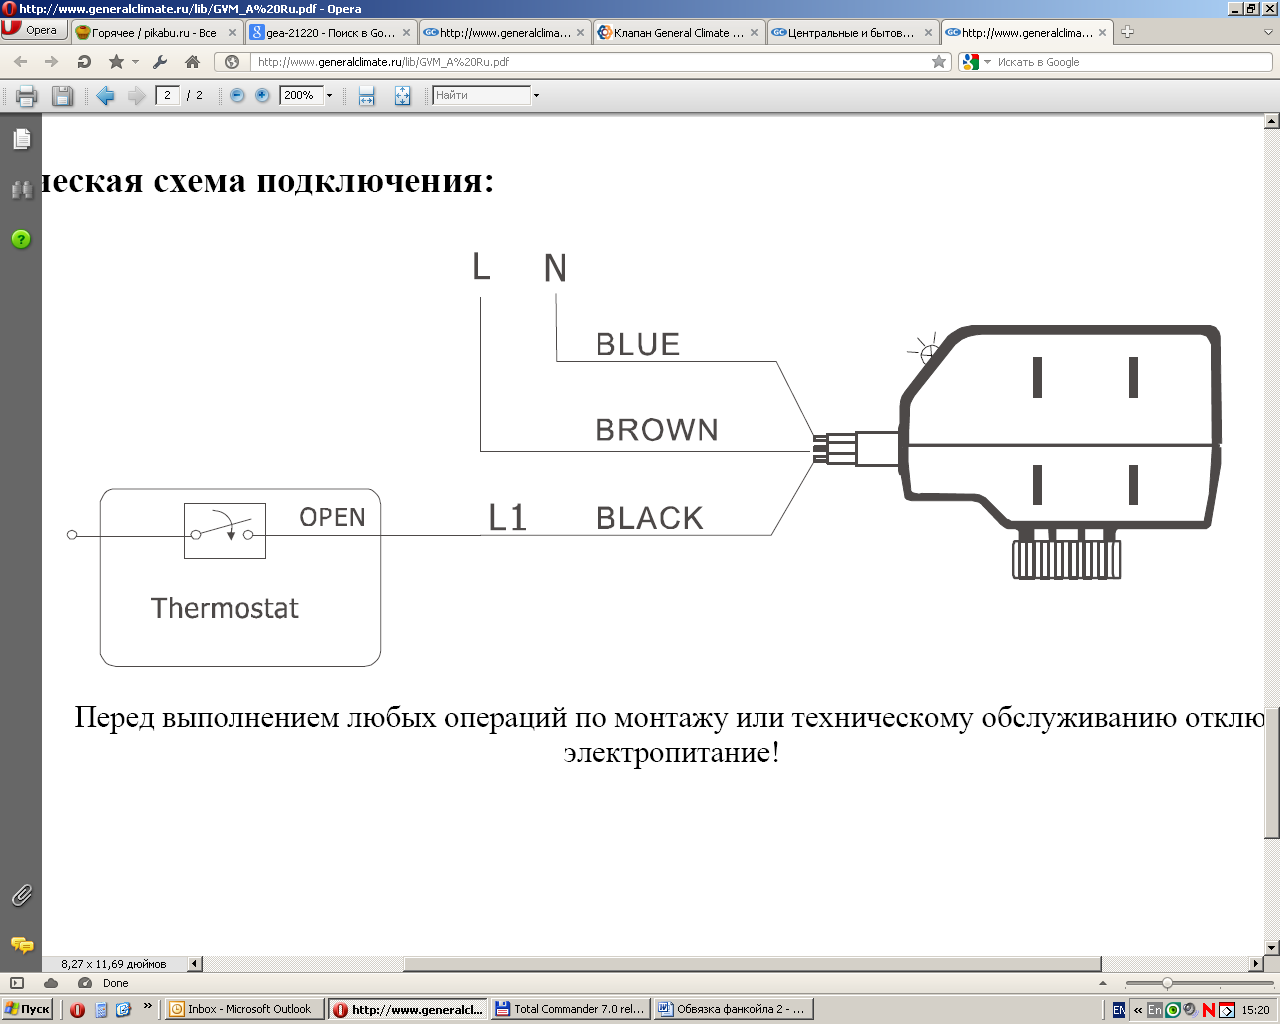 http://www.generalclimate.ru/lib/GVM_A%20Ru.pdf - Opera
Opera
Горячее / pikabu.ru - Все
gea-21220 - Поиск в Go...
http://www.generalclima...
Клапан General Climate ...
Центральные и бытов...
http://www.generalclima...
http://www.generalclimate.ru/lib/GVM_A%20Ru.pdf
Искать в Google
2 / 2
200%
Найти
ческая схема подключения:
L N
BLUE
BROWN
OPEN
L1 BLACK
Thermostat
Перед выполнением любых операций по монтажу или техническому обслуживанию отклю
электропитание!
8,27 x 11,69 дюймов
Done
Пуск
»
Inbox - Microsoft Outlook
http://www.generalcl...
Total Commander 7.0 rel...
Обвязка фанкойла 2 - ...
EN
«
En
15:20